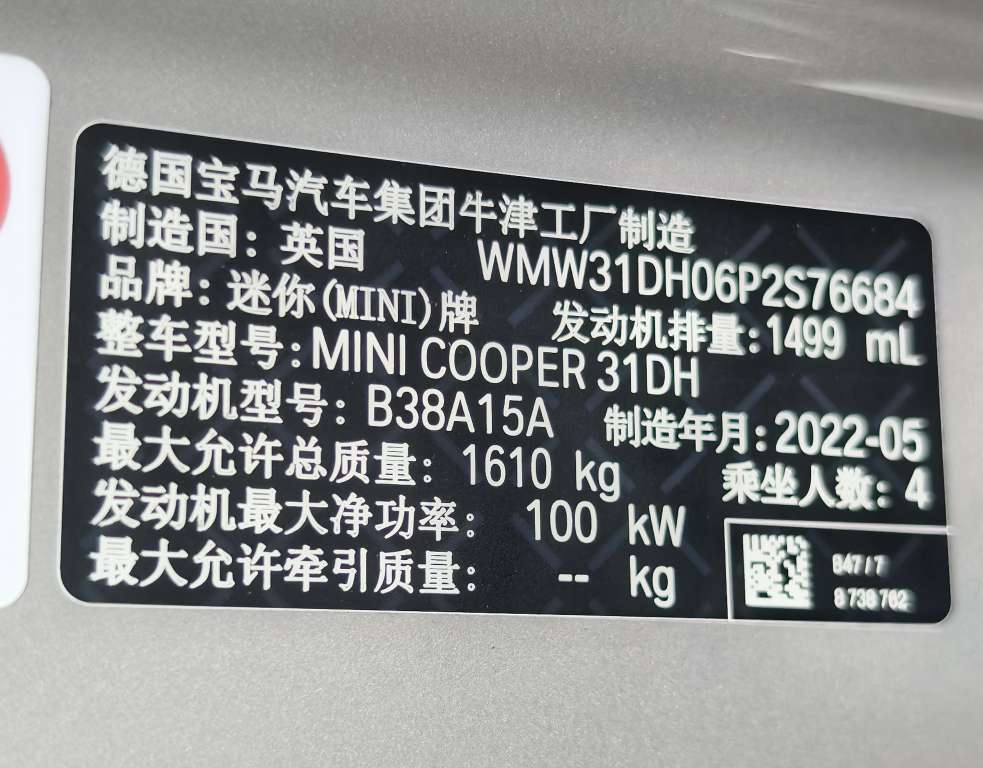 德国宝马汽车集团牛津工厂制造
制造国：英国
WMW31DH06P2S76684
品牌：迷你(MINI)牌
发动机排量:1499 mL
整车型号:MINI COOPER 31DH
发动机型号：B38A15A
制造年月:2022-05
最大允许总质量：1610 kg
乘坐人数：4
发动机最大净功率：100 kW
最大允许牵引质量：-- kg
847/7
8 738 762